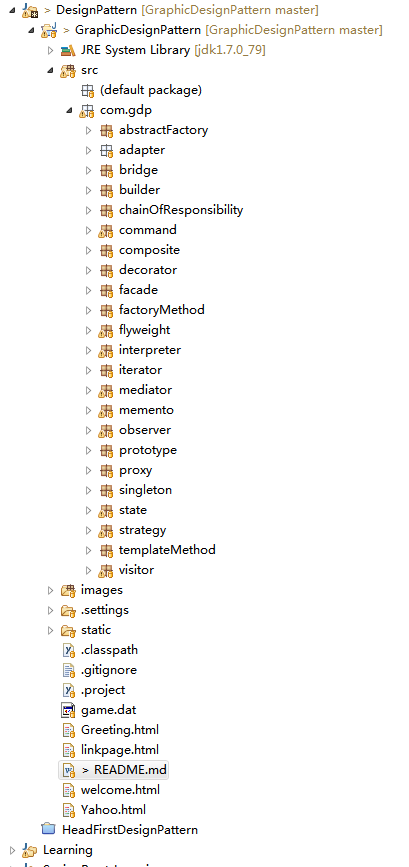 > DesignPattern [GraphicDesignPattern master]
> GraphicDesignPattern [GraphicDesignPattern master]
JRE System Library [jdk1.7.0_79]
src
(default package)
com.gdp
abstractFactory
adapter
bridge
builder
chainOfResponsibility
command
composite
decorator
facade
factoryMethod
flyweight
interpreter
iterator
mediator
memento
observer
prototype
proxy
singleton
state
strategy
templateMethod
visitor
images
.settings
static
.classpath
.gitignore
.project
game.dat
Greeting.html
linkpage.html
> README.md
welcome.html
Yahoo.html
HeadFirstDesignPattern
Learning